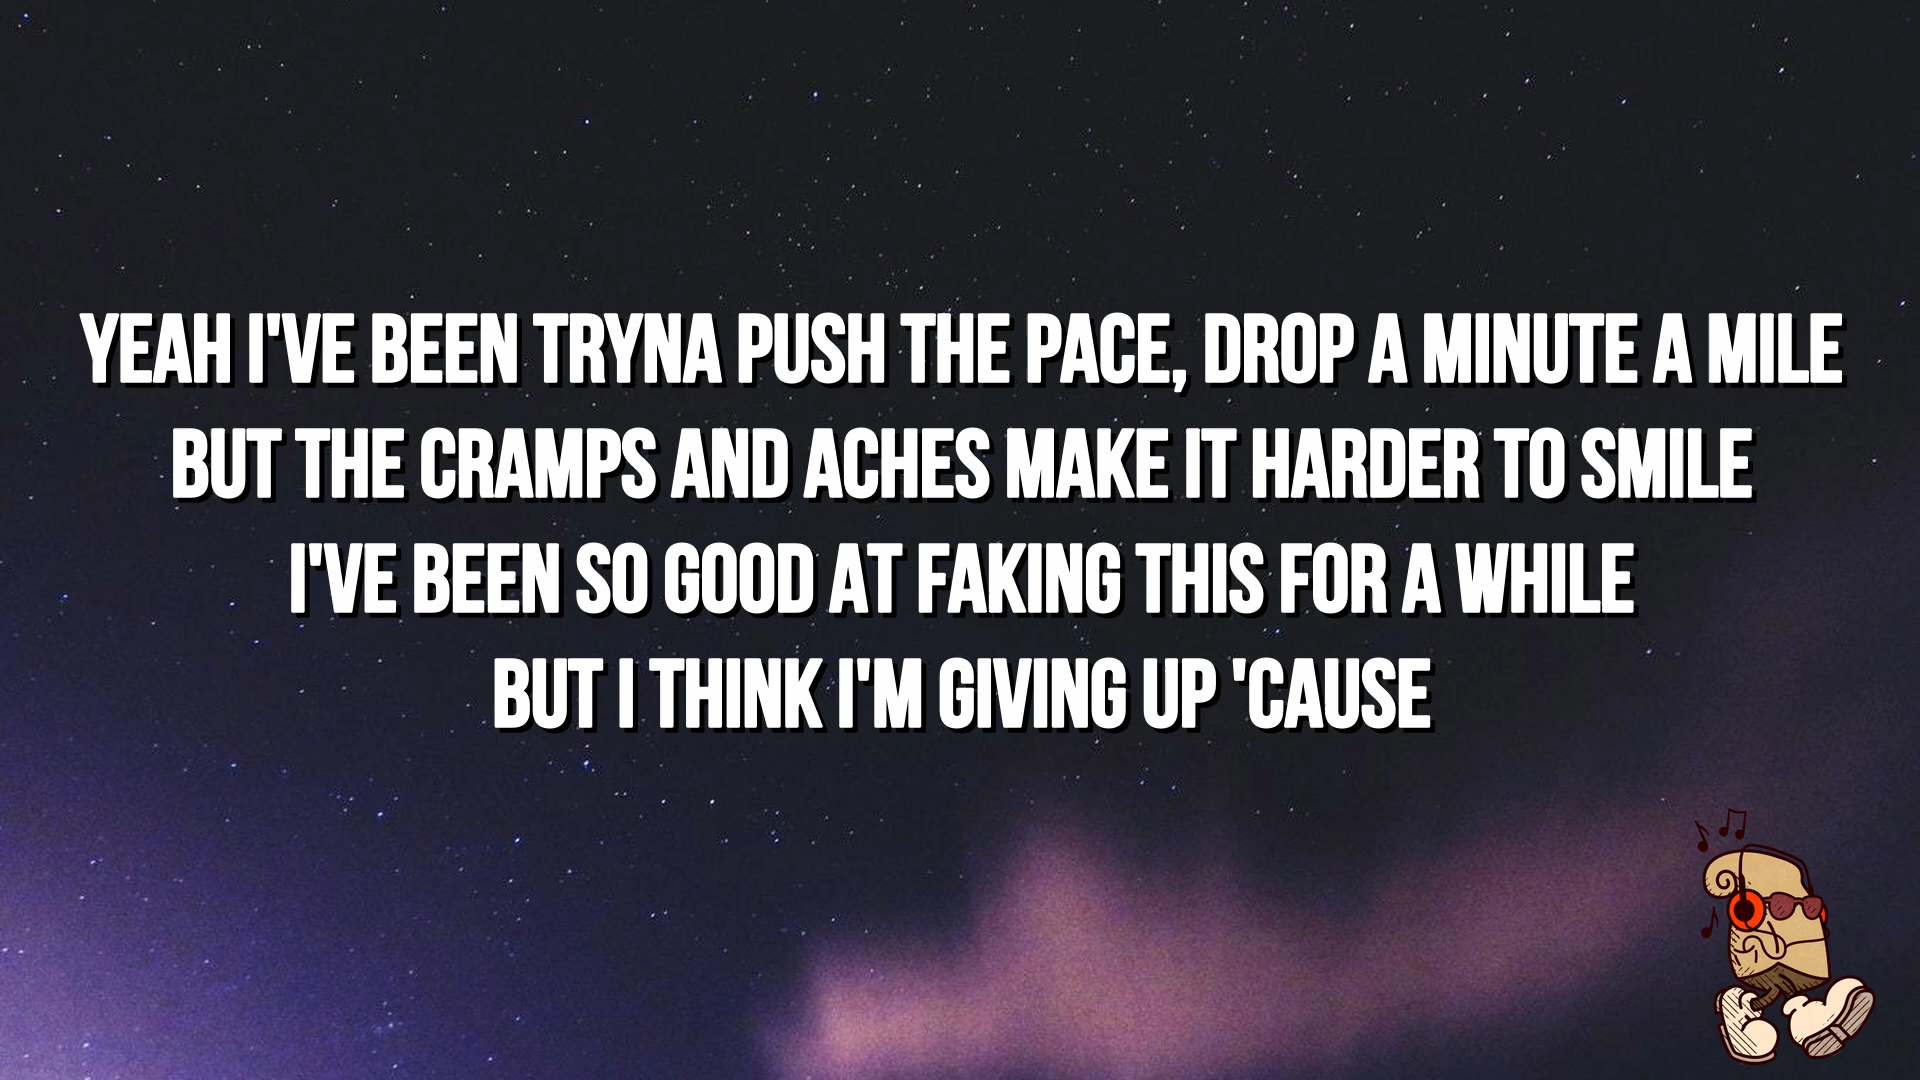 YEAH I'VE BEEN TRYNA PUSH THE PACE, DROP A MINUTE A MILE
BUT THE CRAMPS AND ACHES MAKE IT HARDER TO SMILE
I'VE BEEN SO GOOD AT FAKING THIS FOR A WHILE
BUT I THINK I'M GIVING UP 'CAUSE